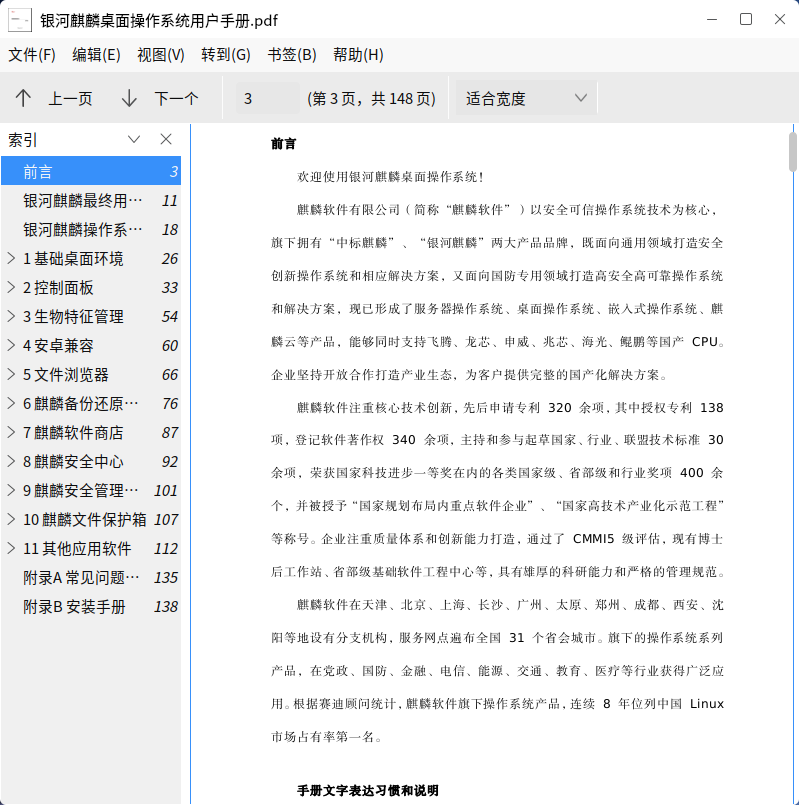 银河麒麟桌面操作系统用户手册.pdf
文件(F) 编辑(E) 视图(V) 转到(G) 书签(B) 帮助(H)
上一页 下一个 3 (第 3 页，共 148 页) 适合宽度
索引
前言 3
银河麒麟最终用… 11
银河麒麟操作系… 18
1 基础桌面环境 26
2 控制面板 33
3 生物特征管理 54
4 安卓兼容 60
5 文件浏览器 66
6 麒麟备份还原… 76
7 麒麟软件商店 87
8 麒麟安全中心 92
9 麒麟安全管理… 101
10 麒麟文件保护箱 107
11 其他应用软件 112
附录A 常见问题… 135
附录B 安装手册 138
前言
欢迎使用银河麒麟桌面操作系统！
麒麟软件有限公司（简称“麒麟软件”）以安全可信操作系统技术为核心，
旗下拥有“中标麒麟”、“银河麒麟”两大产品品牌，既面向通用领域打造安全
创新操作系统和相应解决方案，又面向国防专用领域打造高安全高可靠操作系统
和解决方案，现已形成了服务器操作系统、桌面操作系统、嵌入式操作系统、麒
麟云等产品，能够同时支持飞腾、龙芯、申威、兆芯、海光、鲲鹏等国产 CPU。
企业坚持开放合作打造产业生态，为客户提供完整的国产化解决方案。
麒麟软件注重核心技术创新，先后申请专利 320 余项，其中授权专利 138
项，登记软件著作权 340 余项，主持和参与起草国家、行业、联盟技术标准 30
余项，荣获国家科技进步一等奖在内的各类国家级、省部级和行业奖项 400 余
个，并被授予“国家规划布局内重点软件企业”、“国家高技术产业化示范工程”
等称号。企业注重质量体系和创新能力打造，通过了 CMMI5 级评估，现有博士
后工作站、省部级基础软件工程中心等，具有雄厚的科研能力和严格的管理规范。
麒麟软件在天津、北京、上海、长沙、广州、太原、郑州、成都、西安、沈
阳等地设有分支机构，服务网点遍布全国 31 个省会城市。旗下的操作系统系列
产品，在党政、国防、金融、电信、能源、交通、教育、医疗等行业获得广泛应
用。根据赛迪顾问统计，麒麟软件旗下操作系统产品，连续 8 年位列中国 Linux
市场占有率第一名。
手册文字表达习惯和说明